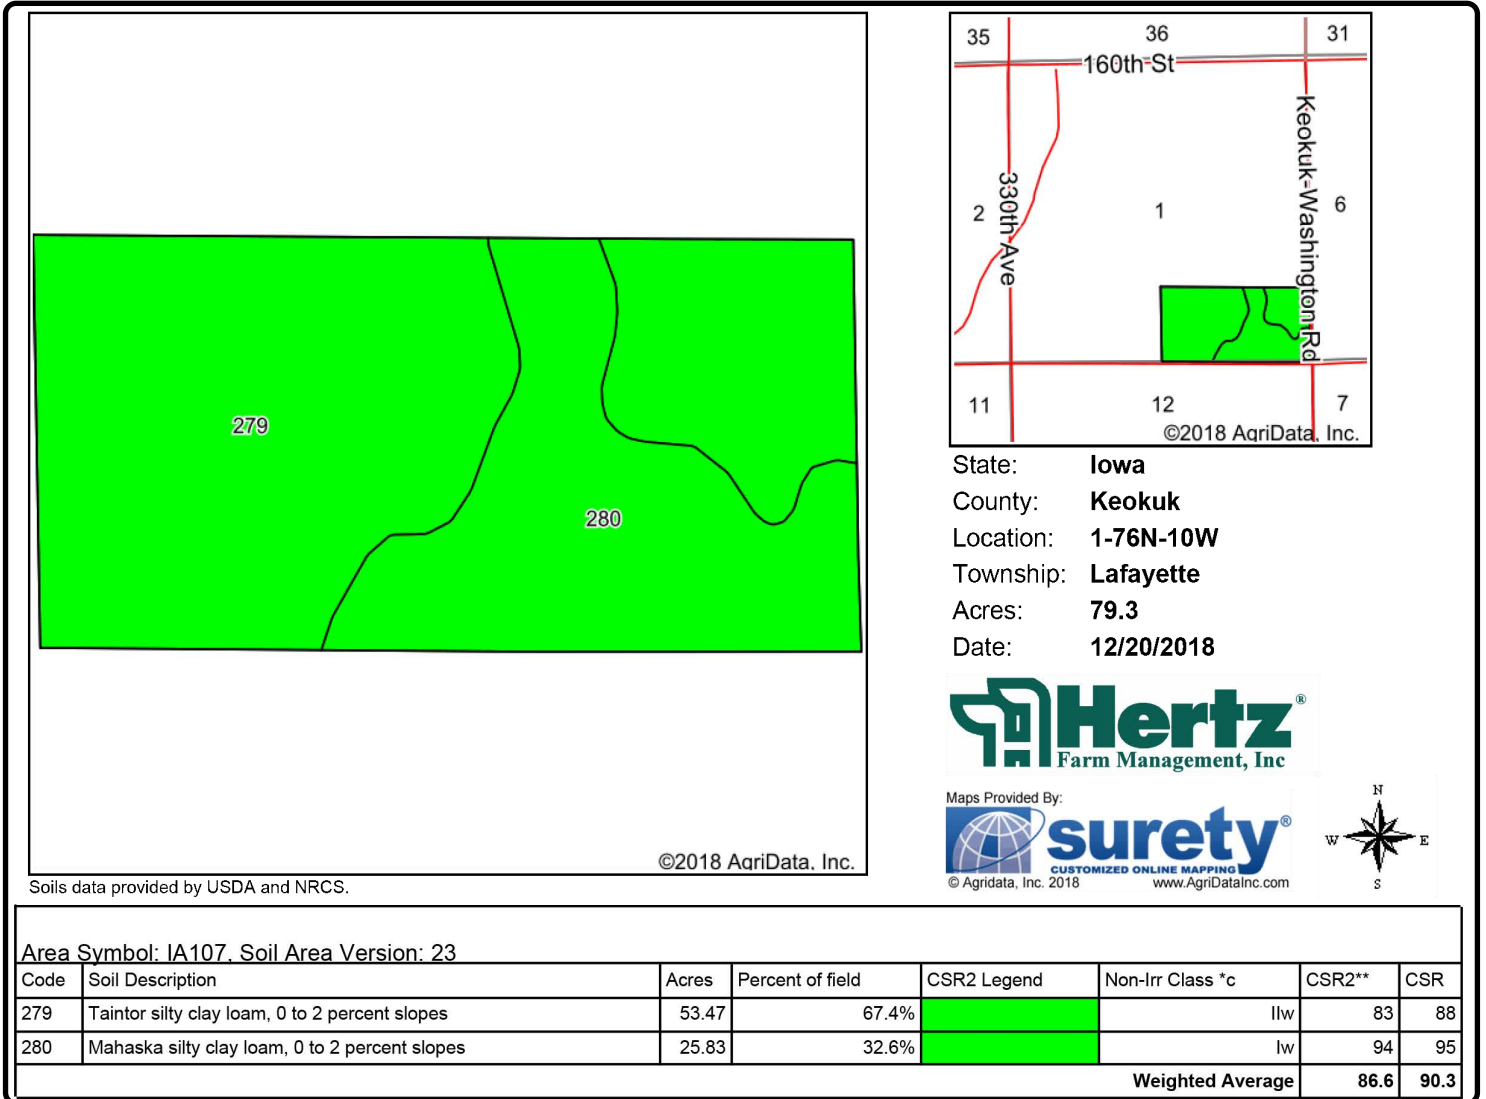 279
280
©2018 AgriData, Inc.
Soils data provided by USDA and NRCS.
35
36
31
160th St
Keokuk-Washington Rd
330th Ave
2
1
6
11
12
7
©2018 AgriData, Inc.
State: Iowa
County: Keokuk
Location: 1-76N-10W
Township: Lafayette
Acres: 79.3
Date: 12/20/2018
Hertz®
Farm Management, Inc
Maps Provided By:
surety®
CUSTOMIZED ONLINE MAPPING
© Agridata, Inc. 2018 www.AgriDataInc.com
N
W E
S
Area Symbol: IA107, Soil Area Version: 23
Code Soil Description Acres Percent of field CSR2 Legend Non-Irr Class *c CSR2** CSR
279 Taintor silty clay loam, 0 to 2 percent slopes 53.47 67.4% IIw 83 88
280 Mahaska silty clay loam, 0 to 2 percent slopes 25.83 32.6% Iw 94 95
Weighted Average 86.6 90.3